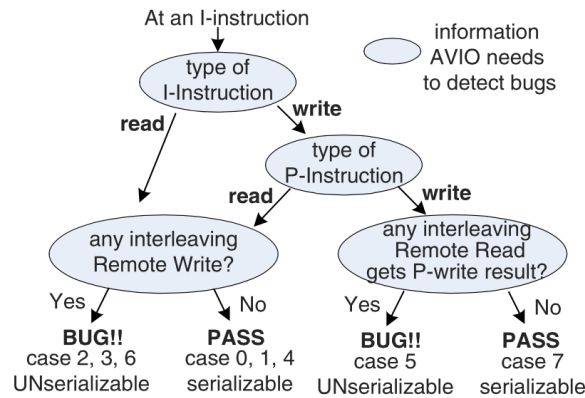 At an I-instruction
type of
I-Instruction
information
AVIO needs
to detect bugs
read
write
type of
P-Instruction
read
write
any interleaving
Remote Write?
any interleaving
Remote Read
gets P-write result?
Yes
No
Yes
No
BUG!!
case 2, 3, 6
UNserializable
PASS
case 0, 1, 4
serializable
BUG!!
case 5
UNserializable
PASS
case 7
serializable